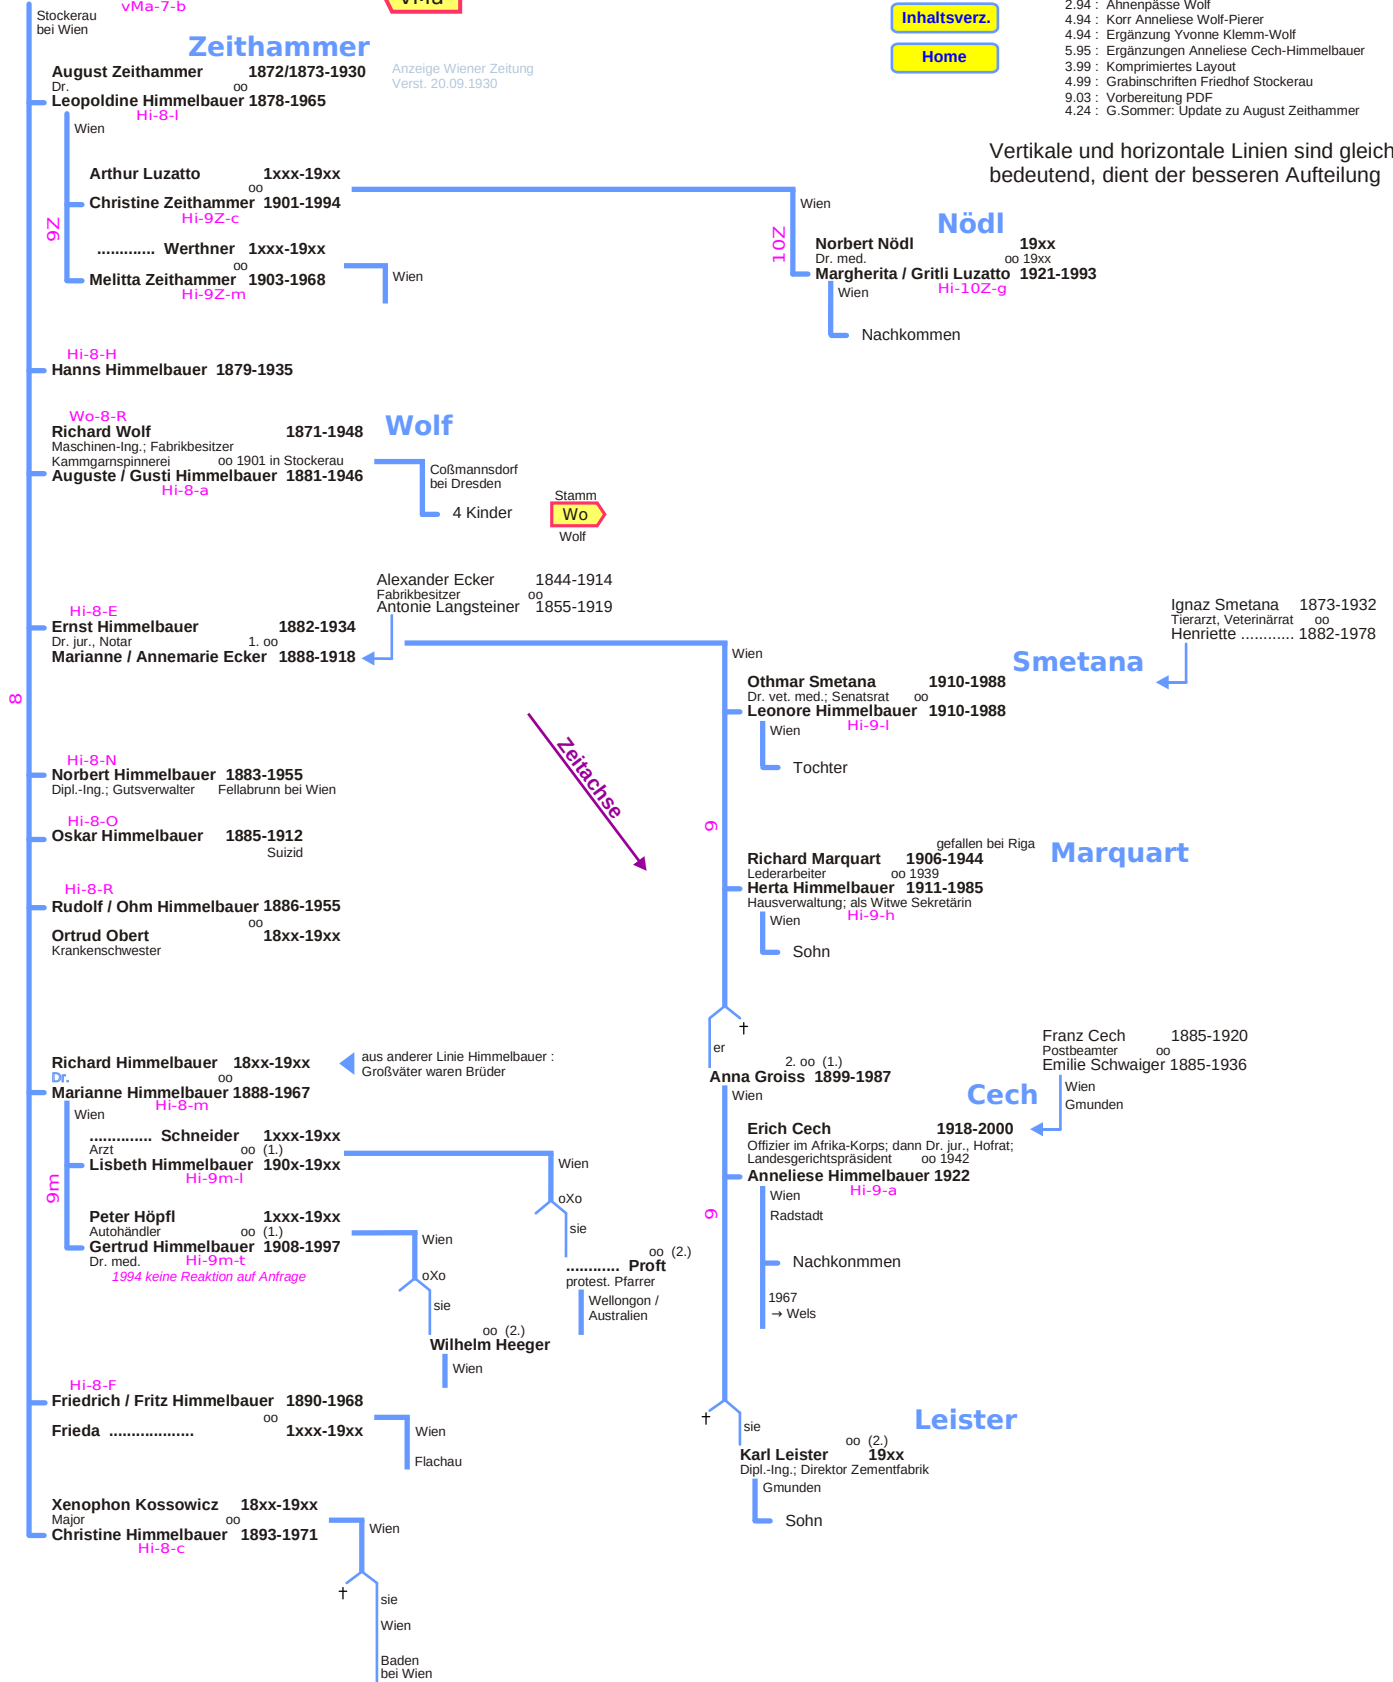 vMa-7-b
vMa
Stockerau
bei Wien
Inhaltsverz.
Home
2.94 : Ahnenpässe Wolf
4.94 : Korr Anneliese Wolf-Pierer
4.94 : Ergänzung Yvonne Klemm-Wolf
5.95 : Ergänzungen Anneliese Cech-Himmelbauer
3.99 : Komprimiertes Layout
4.99 : Grabinschriften Friedhof Stockerau
9.03 : Vorbereitung PDF
4.24 : G.Sommer: Update zu August Zeithammer
Vertikale und horizontale Linien sind gleich
bedeutend, dient der besseren Aufteilung
Zeithammer
August Zeithammer 1872/1873-1930
Dr. oo
Leopoldine Himmelbauer 1878-1965
Hi-8-l
Anzeige Wiener Zeitung
Verst. 20.09.1930
Wien
9Z
Arthur Luzatto 1xxx-19xx
oo
Christine Zeithammer 1901-1994
Hi-9Z-c
............. Werthner 1xxx-19xx
oo
Melitta Zeithammer 1903-1968
Hi-9Z-m
Wien
Wien
10Z
Nödl
Norbert Nödl 19xx
Dr. med. oo 19xx
Margherita / Gritli Luzatto 1921-1993
Hi-10Z-g
Wien
Nachkommen
Hi-8-H
Hanns Himmelbauer 1879-1935
Wo-8-R
Richard Wolf 1871-1948
Maschinen-Ing.; Fabrikbesitzer
Kammgarnspinnerei oo 1901 in Stockerau
Auguste / Gusti Himmelbauer 1881-1946
Hi-8-a
Wolf
Coßmannsdorf
bei Dresden
4 Kinder
Stamm
Wo
Wolf
Alexander Ecker 1844-1914
Fabrikbesitzer oo
Antonie Langsteiner 1855-1919
Hi-8-E
Ernst Himmelbauer 1882-1934
Dr. jur., Notar 1. oo
Marianne / Annemarie Ecker 1888-1918
8
Wien
Smetana
Ignaz Smetana 1873-1932
Tierarzt, Veterinärrat oo
Henriette ............ 1882-1978
Othmar Smetana 1910-1988
Dr. vet. med.; Senatsrat oo
Leonore Himmelbauer 1910-1988
Hi-9-l
Wien
Tochter
Zeitachse
Hi-8-N
Norbert Himmelbauer 1883-1955
Dipl.-Ing.; Gutsverwalter Fellabrunn bei Wien
Hi-8-O
Oskar Himmelbauer 1885-1912
Suizid
9
gefallen bei Riga
Marquart
Richard Marquart 1906-1944
Lederarbeiter oo 1939
Herta Himmelbauer 1911-1985
Hausverwaltung; als Witwe Sekretärin
Hi-9-h
Wien
Sohn
Hi-8-R
Rudolf / Ohm Himmelbauer 1886-1955
oo
Ortrud Obert 18xx-19xx
Krankenschwester
†
er
2. oo (1.)
Anna Groiss 1899-1987
Wien
Richard Himmelbauer 18xx-19xx
Dr. oo
Marianne Himmelbauer 1888-1967
Hi-8-m
aus anderer Linie Himmelbauer :
Großväter waren Brüder
Wien
9m
.............. Schneider 1xxx-19xx
Arzt oo (1.)
Lisbeth Himmelbauer 190x-19xx
Hi-9m-l
Wien
oXo
sie
oo (2.)
............ Proft
protest. Pfarrer
Wellongon /
Australien
Peter Höpfl 1xxx-19xx
Autohändler oo (1.)
Gertrud Himmelbauer 1908-1997
Dr. med. Hi-9m-t
1994 keine Reaktion auf Anfrage
Wien
oXo
sie
oo (2.)
Wilhelm Heeger
Wien
Franz Cech 1885-1920
Postbeamter oo
Emilie Schwaiger 1885-1936
Wien
Gmunden
Cech
Erich Cech 1918-2000
Offizier im Afrika-Korps; dann Dr. jur., Hofrat;
Landesgerichtspräsident oo 1942
Anneliese Himmelbauer 1922
Hi-9-a
9
Wien
Radstadt
Nachkonmmen
1967
→ Wels
Hi-8-F
Friedrich / Fritz Himmelbauer 1890-1968
oo
Frieda .................. 1xxx-19xx
Wien
Flachau
†
sie
Leister
oo (2.)
Karl Leister 19xx
Dipl.-Ing.; Direktor Zementfabrik
Gmunden
Sohn
Xenophon Kossowicz 18xx-19xx
Major oo
Christine Himmelbauer 1893-1971
Hi-8-c
Wien
†
sie
Wien
Baden
bei Wien